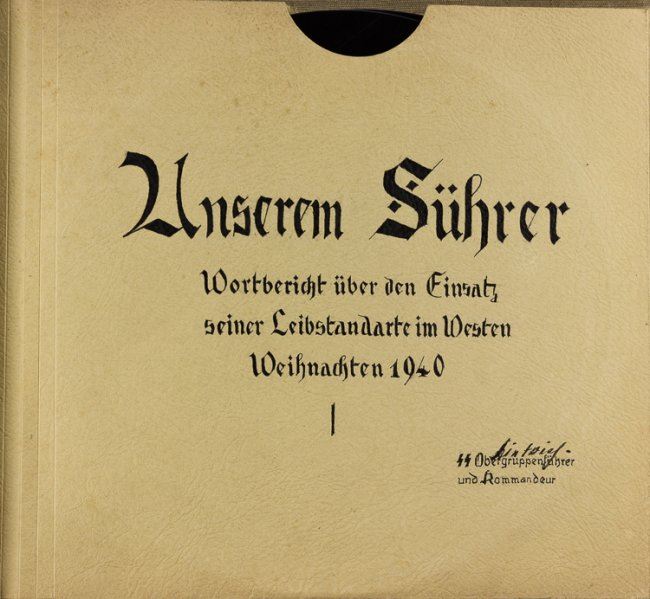 Unserem Führer
Wortbericht über den Einsatz
seiner Leibstandarte im Westen
Weihnachten 1940
I
Dietrich.
SS Obergruppenführer
und Kommandeur